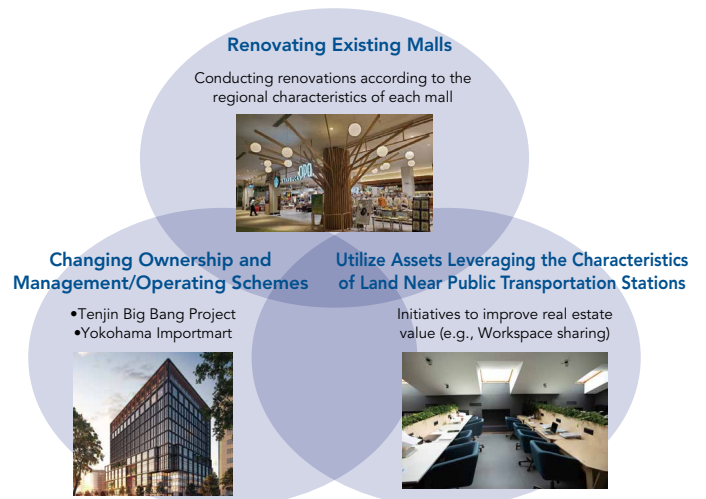 Renovating Existing Malls
Conducting renovations according to the
regional characteristics of each mall
OPA
Changing Ownership and
Management/Operating Schemes
•Tenjin Big Bang Project
•Yokohama Importmart
Utilize Assets Leveraging the Characteristics
of Land Near Public Transportation Stations
Initiatives to improve real estate
value (e.g., Workspace sharing)